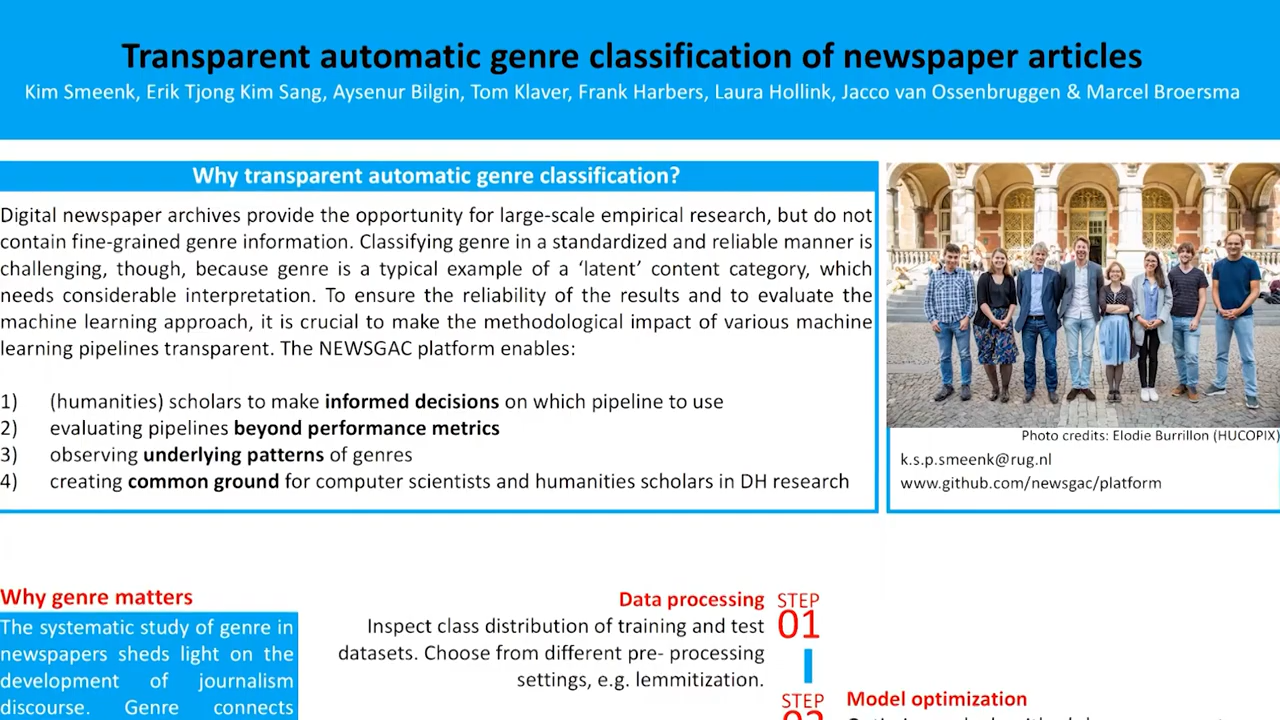 Transparent automatic genre classification of newspaper articles
Kim Smeenk, Erik Tjong Kim Sang, Aysenur Bilgin, Tom Klaver, Frank Harbers, Laura Hollink, Jacco van Ossenbruggen & Marcel Broersma
Why transparent automatic genre classification?
Digital newspaper archives provide the opportunity for large-scale empirical research, but do not
contain fine-grained genre information. Classifying genre in a standardized and reliable manner is
challenging, though, because genre is a typical example of a ‘latent’ content category, which
needs considerable interpretation. To ensure the reliability of the results and to evaluate the
machine learning approach, it is crucial to make the methodological impact of various machine
learning pipelines transparent. The NEWSGAC platform enables:
1) (humanities) scholars to make informed decisions on which pipeline to use
2) evaluating pipelines beyond performance metrics
3) observing underlying patterns of genres
4) creating common ground for computer scientists and humanities scholars in DH research
Photo credits: Elodie Burrillon (HUCOPIX)
k.s.p.smeenk@rug.nl
www.github.com/newsgac/platform
Why genre matters
The systematic study of genre in
newspapers sheds light on the
development of journalism
discourse. Genre connects
Data processing
Inspect class distribution of training and test
datasets. Choose from different pre- processing
settings, e.g. lemmitization.
STEP
01
STEP
Model optimization